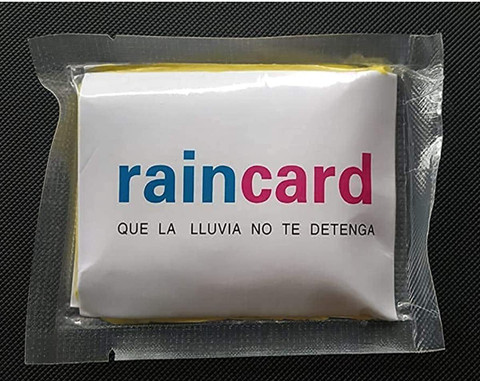 raincard
QUE LA LLUVIA NO TE DETENGA